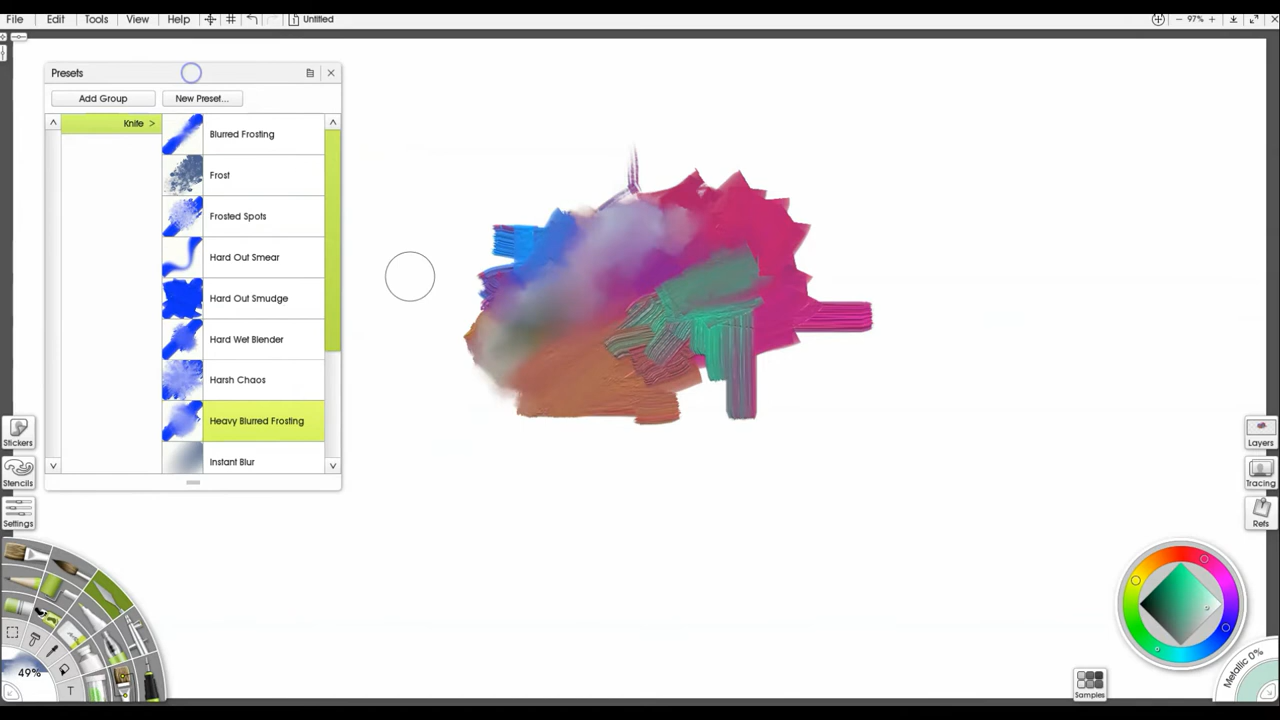 File Edit Tools View Help Untitled 97%
Presets
Add Group New Preset...
Knife >
Blurred Frosting
Frost
Frosted Spots
Hard Out Smear
Hard Out Smudge
Hard Wet Blender
Harsh Chaos
Heavy Blurred Frosting
Instant Blur
Stickers
Stencils
Settings
49%
T
Layers
Tracing
Refs
Samples
Metallic 0%